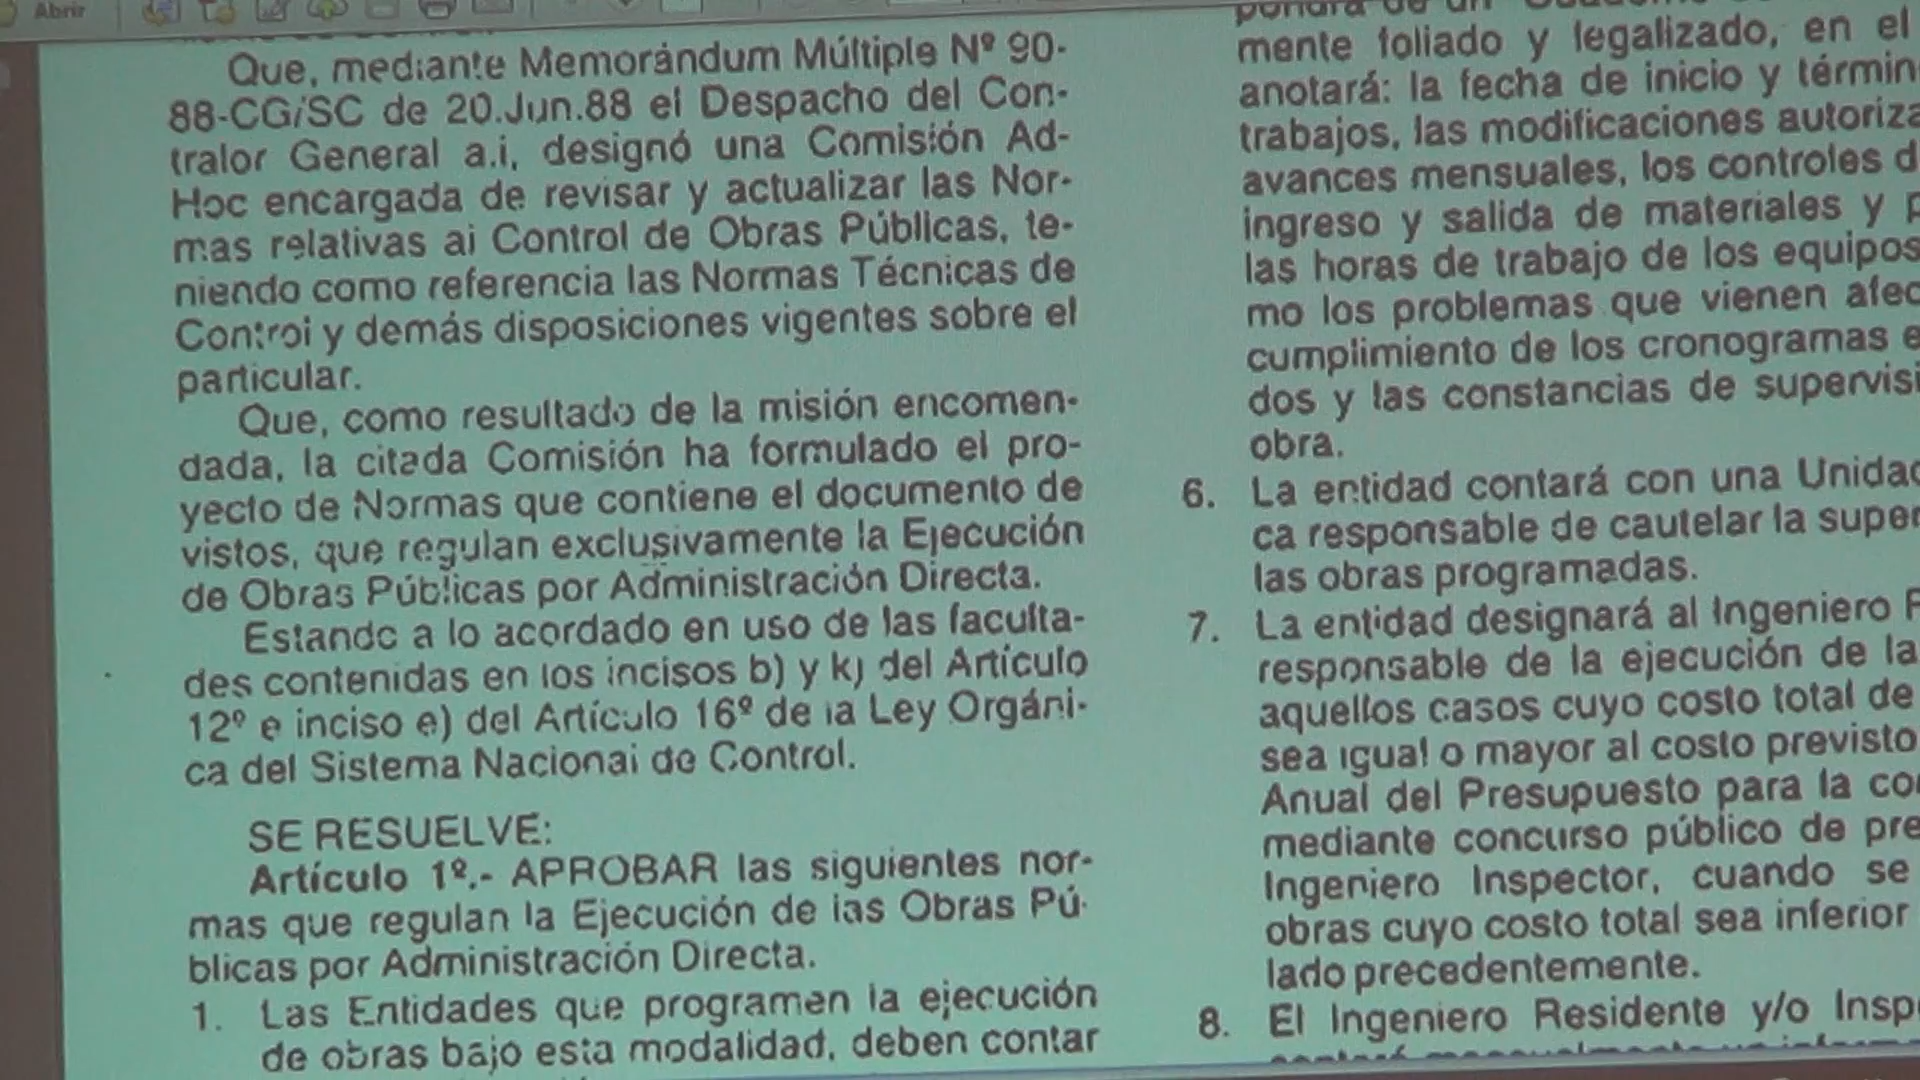 Abrir
Que, mediante Memorándum Múltiple Nº 90-
88-CG/SC de 20.Jun.88 el Despacho del Con-
tralor General a.i, designó una Comisión Ad-
Hoc encargada de revisar y actualizar las Nor-
mas relativas al Control de Obras Públicas, te-
niendo como referencia las Normas Técnicas de
Control y demás disposiciones vigentes sobre el
particular.
Que, como resultado de la misión encomen-
dada, la citada Comisión ha formulado el pro-
yecto de Normas que contiene el documento de
vistos, que regulan exclusivamente la Ejecución
de Obras Públicas por Administración Directa.
Estando a lo acordado en uso de las faculta-
des contenidas en los incisos b) y k) del Artículo
12º e inciso e) del Artículo 16º de la Ley Orgáni-
ca del Sistema Nacional de Control.
SE RESUELVE:
Artículo 1º.- APROBAR las siguientes nor-
mas que regulan la Ejecución de las Obras Pú-
blicas por Administración Directa.
1. Las Entidades que programen la ejecución
de obras bajo esta modalidad, deben contar
mente foliado y legalizado, en el
anotará: la fecha de inicio y términ
trabajos, las modificaciones autoriza
avances mensuales, los controles d
ingreso y salida de materiales y p
las horas de trabajo de los equipos
mo los problemas que vienen afec
cumplimiento de los cronogramas e
dos y las constancias de supervisi
obra.
6. La entidad contará con una Unidad
ca responsable de cautelar la super
las obras programadas.
7. La entidad designará al Ingeniero R
responsable de la ejecución de la
aquellos casos cuyo costo total de
sea igual o mayor al costo previsto
Anual del Presupuesto para la co
mediante concurso público de pre
Ingeniero Inspector, cuando se
obras cuyo costo total sea inferior
lado precedentemente.
8. El Ingeniero Residente y/o Insp